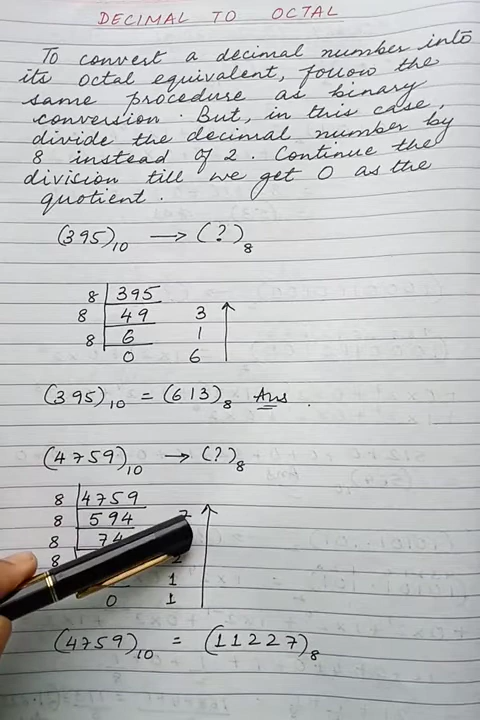 DECIMAL TO OCTAL
To convert a decimal number into
its octal equivalent, follow the
same procedure as binary
conversion. But, in this case,
divide the decimal number by
8 instead of 2. Continue the
division till we get 0 as the
quotient.
(395)10 → (?)8
8 395
8 49 3
8 6 1
0 6
(395)10 = (613)8 Ans.
(4759)10 → (?)8
8 4759
8 594 7
8 74
8
1
0 1
(4759)10 = (11227)8